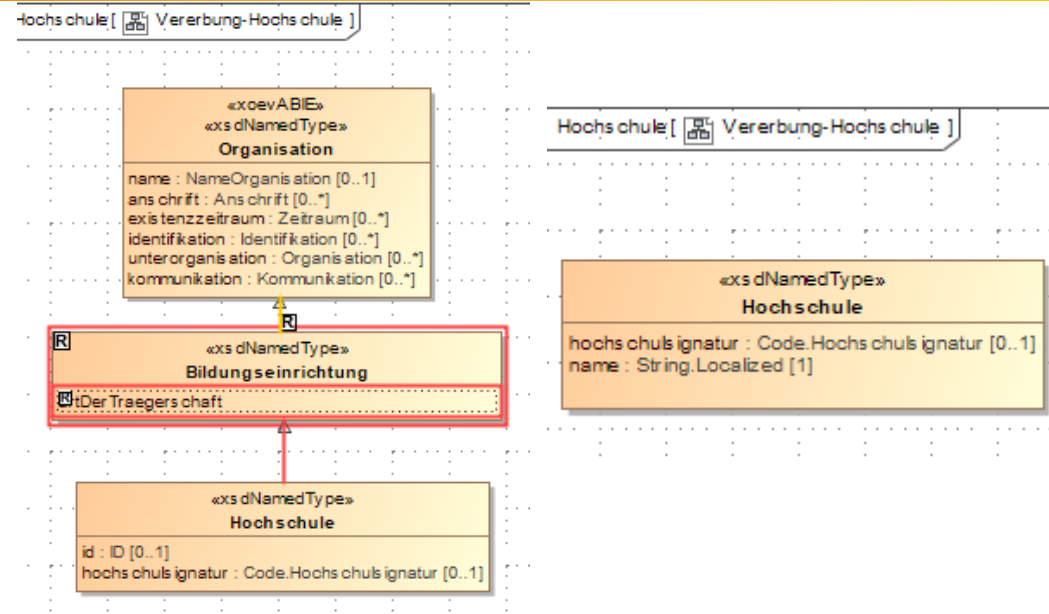 Hochschule[ Vererbung-Hochschule ]
«xoevABIE»
«xsdNamedType»
Organisation
name : NameOrganisation [0..1]
anschrift : Anschrift [0..*]
existenzzeitraum : Zeitraum [0..*]
identifikation : Identifikation [0..*]
unterorganisation : Organisation [0..*]
kommunikation : Kommunikation [0..*]
R
R
«xsdNamedType»
Bildungseinrichtung
R
rtDerTraegerschaft
«xsdNamedType»
Hochschule
id : ID [0..1]
hochschulsignatur : Code.Hochschulsignatur [0..1]
Hochschule[ Vererbung-Hochschule ]
«xsdNamedType»
Hochschule
hochschulsignatur : Code.Hochschulsignatur [0..1]
name : String.Localized [1]